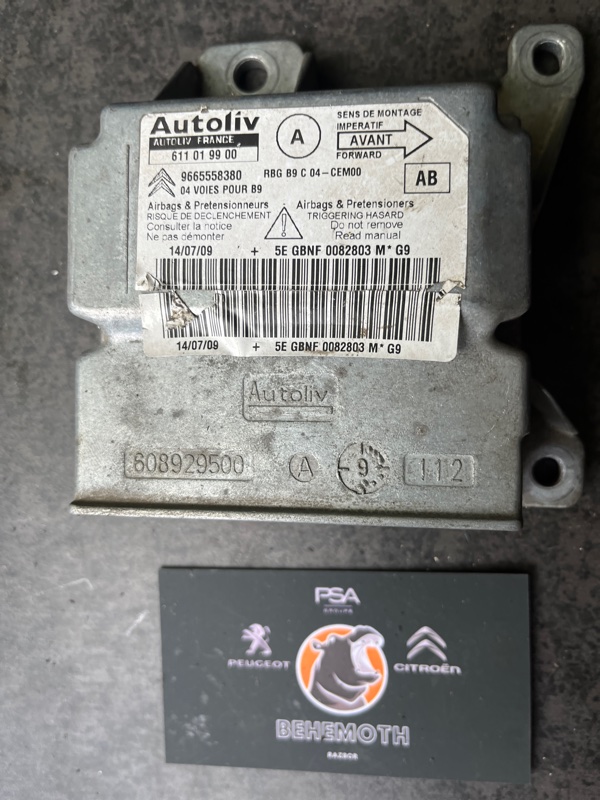 Autoliv
AUTOLIV FRANCE
611 01 99 00
A
SENS DE MONTAGE
IMPERATIF
AVANT
FORWARD
9665558380
RBG B9 C 04-CEM00
04 VOIES POUR B9
AB
Airbags & Pretensionneurs
RISQUE DE DECLENCHEMENT
Consulter la notice
Ne pas démonter
Airbags & Pretensioners
TRIGGERING HASARD
Do not remove
Read manual
14/07/09 + 5E GBNF 0082803 M* G9
14/07/09 + 5E GBNF 0082803 M* G9
Autoliv
608929500
A
9
112
PSA
GROUPE
PEUGEOT
CITROËN
BEHEMOTH
RAZBOR